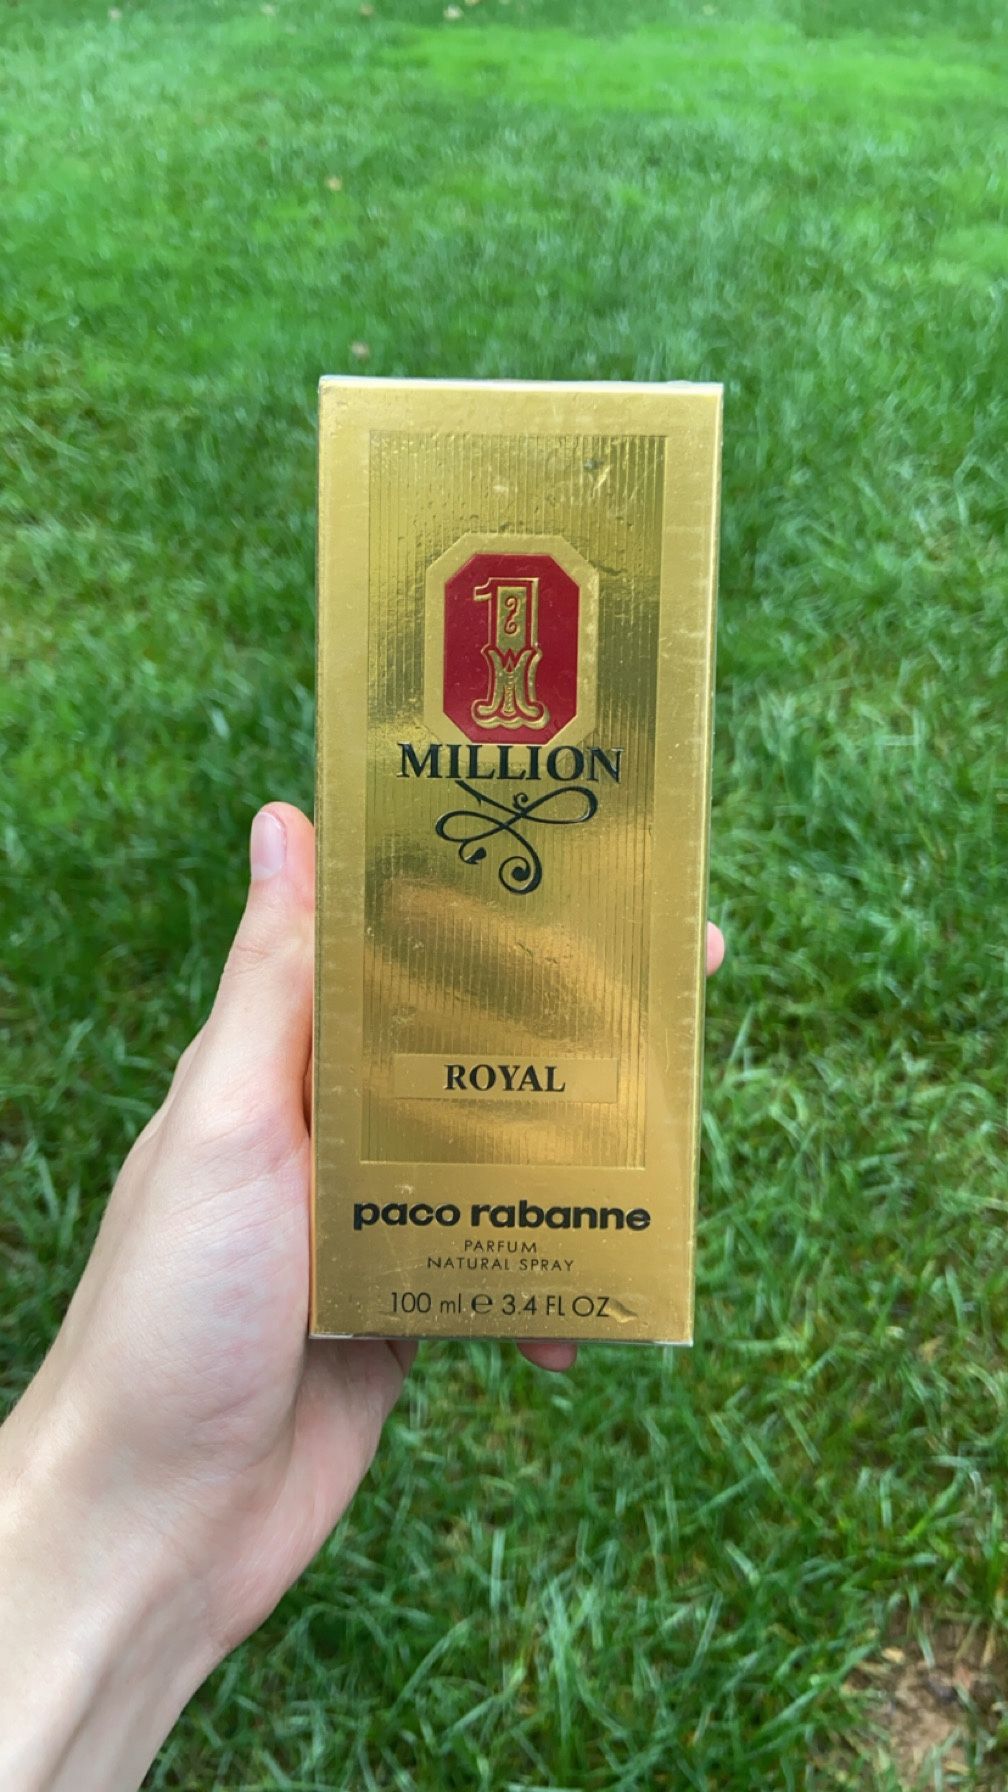 1
MILLION
ROYAL
paco rabanne
PARFUM
NATURAL SPRAY
100 ml ℮ 3.4 FL OZ